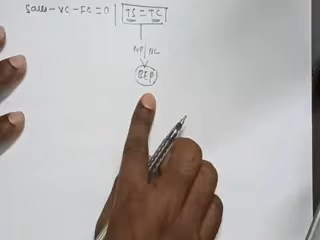 Sales-VC-FC=0 | TS = TC
NP/NL
BEP